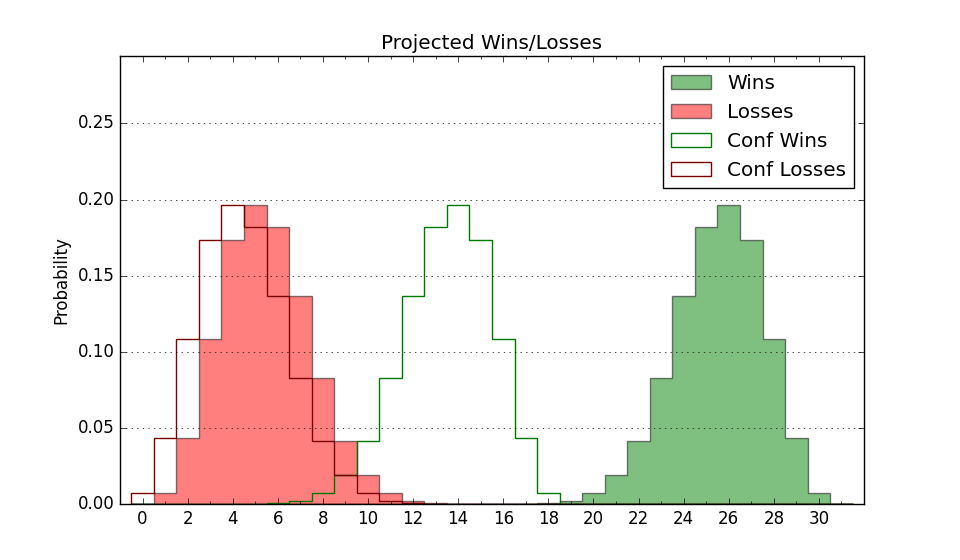 Projected Wins/Losses
Wins
Losses
Conf Wins
Conf Losses
Probability
0.25
0.20
0.15
0.10
0.05
0.00
0 2 4 6 8 10 12 14 16 18 20 22 24 26 28 30